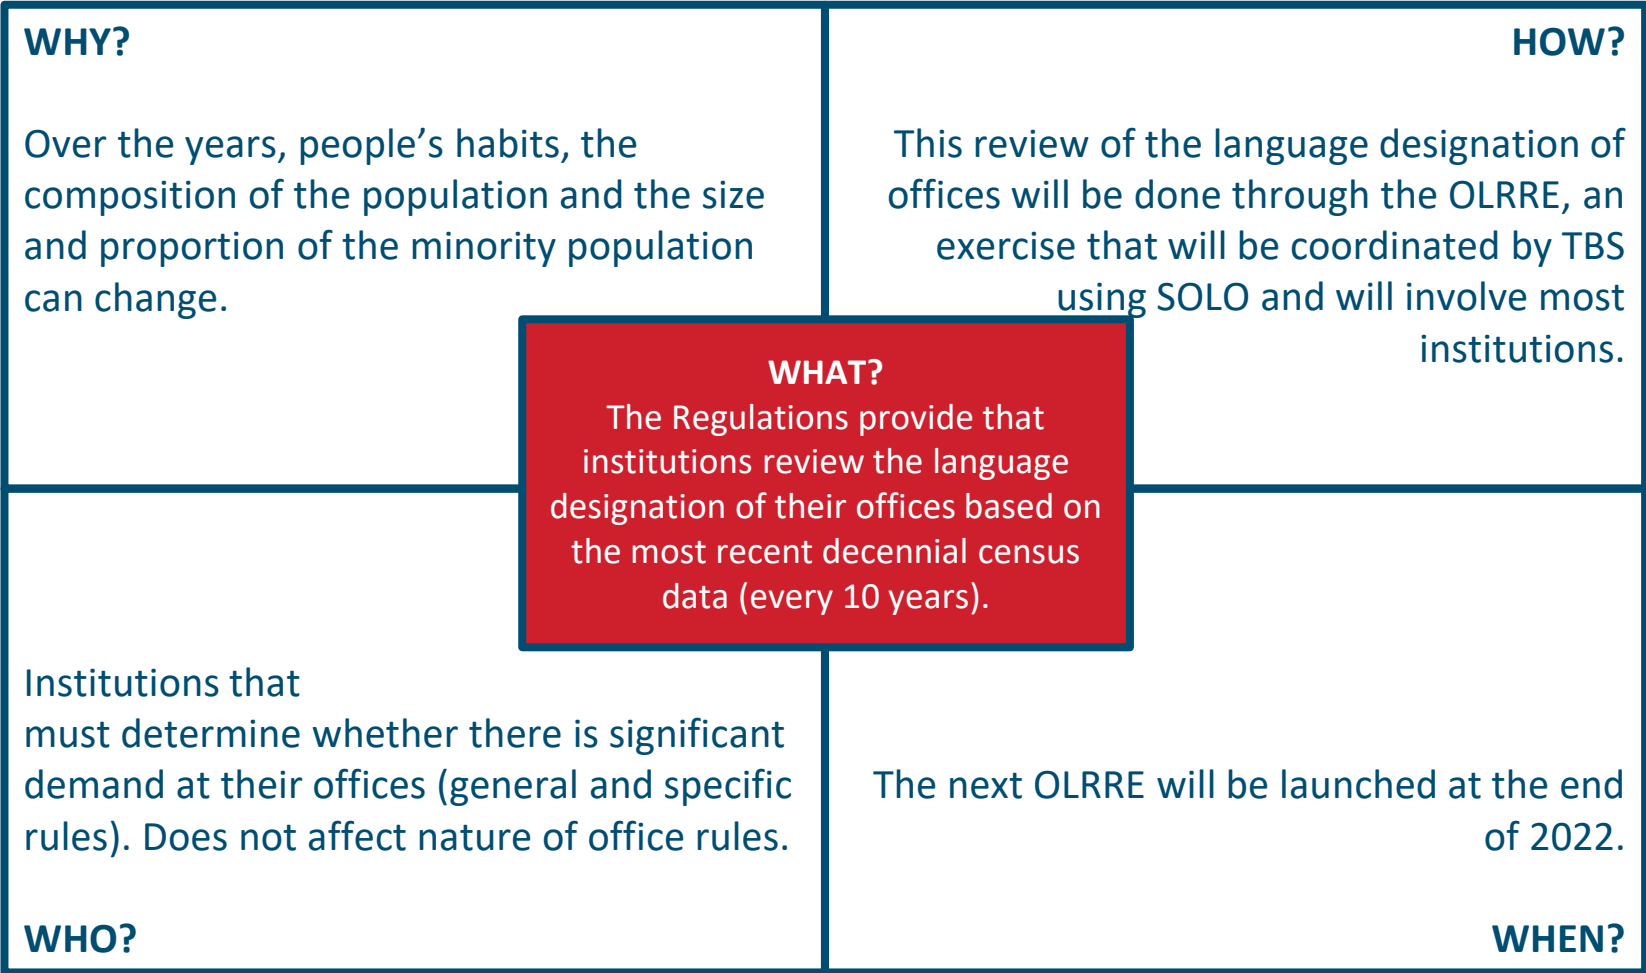 WHY?
Over the years, people’s habits, the
composition of the population and the size
and proportion of the minority population
can change.
HOW?
This review of the language designation of
offices will be done through the OLRRE, an
exercise that will be coordinated by TBS
using SOLO and will involve most
institutions.
WHAT?
The Regulations provide that
institutions review the language
designation of their offices based on
the most recent decennial census
data (every 10 years).
Institutions that
must determine whether there is significant
demand at their offices (general and specific
rules). Does not affect nature of office rules.
WHO?
The next OLRRE will be launched at the end
of 2022.
WHEN?